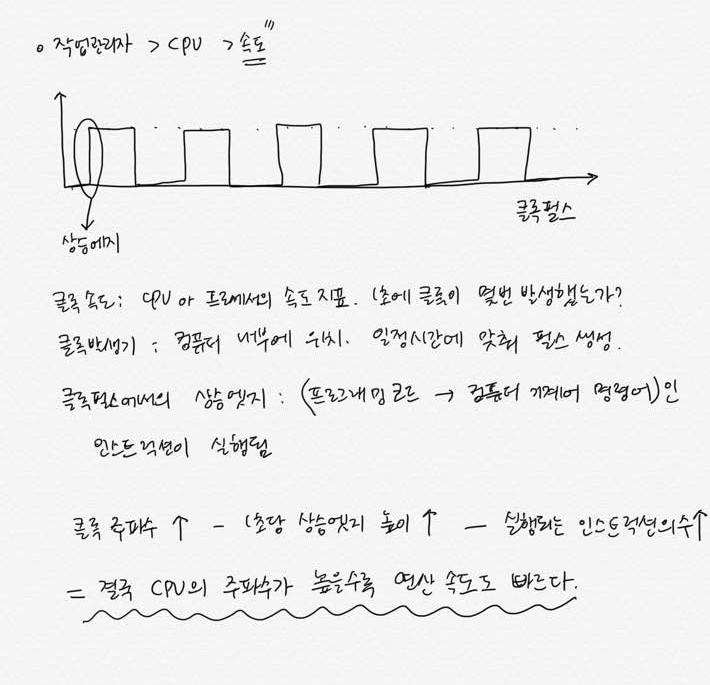 o 작업관리자 > CPU > 속도"
클록펄스
상승에지
클록 속도 : CPU or 프로세서의 속도 지표. 1초에 클록이 몇번 발생했는가?
클록발생기 : 컴퓨터 내부에 위치. 일정시간에 맞춰 펄스 생성.
클록펄스에서의 상승엣지 : (프로그래밍 코드 → 컴퓨터 기계어 명령어)인
인스트럭션이 실행됨
클록 주파수 ↑ - 1초당 상승엣지 높이 ↑ - 실행되는 인스트럭션의수↑
= 결국 CPU의 주파수가 높을수록 연산 속도도 빠르다.